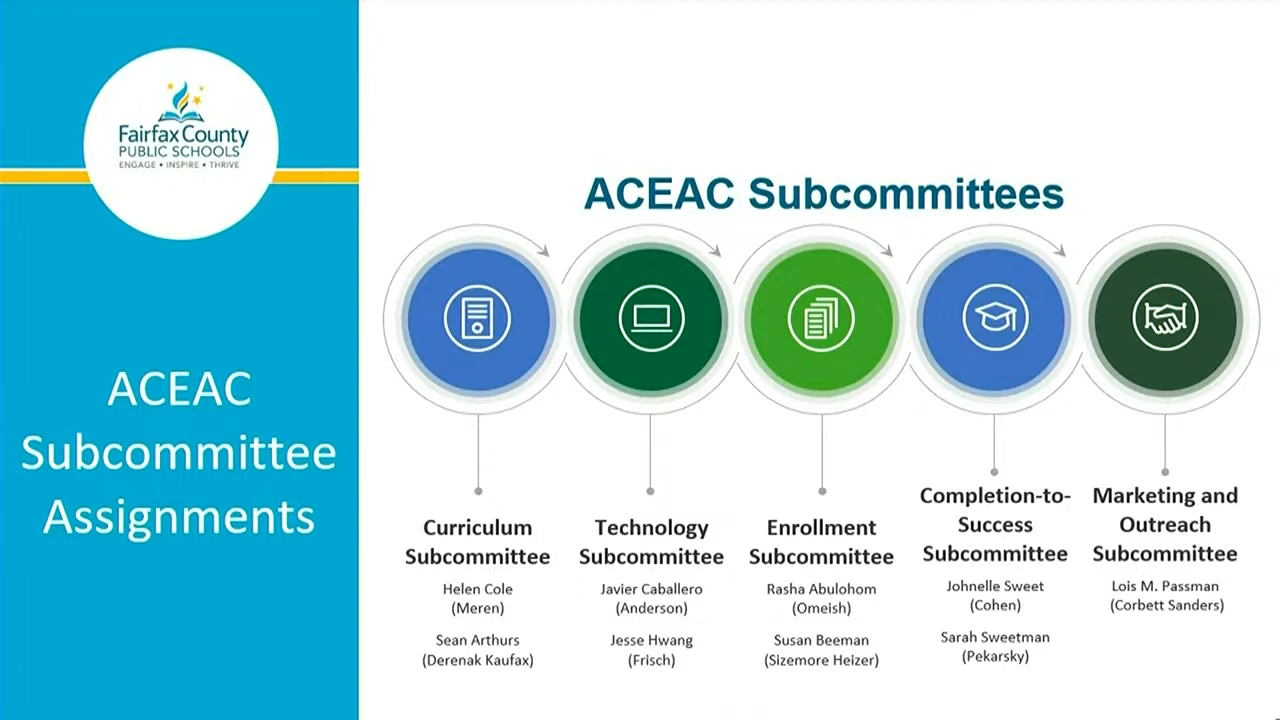 Fairfax County
PUBLIC SCHOOLS
ENGAGE • INSPIRE • THRIVE
ACEAC
Subcommittee
Assignments
ACEAC Subcommittees
Curriculum
Subcommittee
Helen Cole
(Meren)
Sean Arthurs
(Derenak Kaufax)
Technology
Subcommittee
Javier Caballero
(Anderson)
Jesse Hwang
(Frisch)
Enrollment
Subcommittee
Rasha Abulohom
(Omeish)
Susan Beeman
(Sizemore Heizer)
Completion-to-
Success
Subcommittee
Johnelle Sweet
(Cohen)
Sarah Sweetman
(Pekarsky)
Marketing and
Outreach
Subcommittee
Lois M. Passman
(Corbett Sanders)